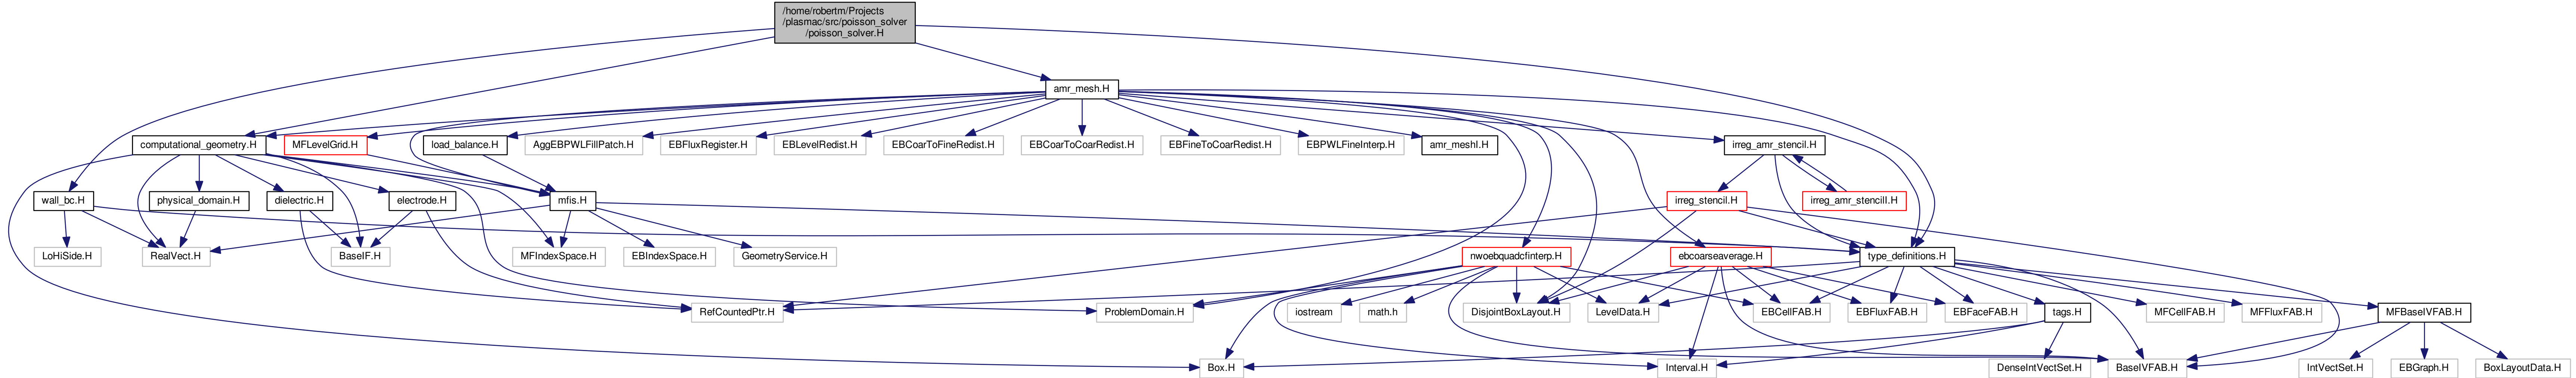 /home/robertm/Projects
/plasmac/src/poisson_solver
/poisson_solver.H
amr_mesh.H
computational_geometry.H
MFLevelGrid.H
load_balance.H
AggEBPWLFillPatch.H
EBFluxRegister.H
EBLevelRedist.H
EBCoarToFineRedist.H
EBCoarToCoarRedist.H
EBFineToCoarRedist.H
EBPWLFineInterp.H
amr_meshI.H
irreg_amr_stencil.H
wall_bc.H
physical_domain.H
dielectric.H
electrode.H
mfis.H
irreg_stencil.H
irreg_amr_stencilI.H
LoHiSide.H
RealVect.H
BaseIF.H
MFIndexSpace.H
EBIndexSpace.H
GeometryService.H
nwoebquadcfinterp.H
ebcoarseaverage.H
type_definitions.H
RefCountedPtr.H
ProblemDomain.H
iostream
math.h
DisjointBoxLayout.H
LevelData.H
EBCellFAB.H
EBFluxFAB.H
EBFaceFAB.H
tags.H
MFCellFAB.H
MFFluxFAB.H
MFBaseIVFAB.H
Box.H
Interval.H
DenseIntVectSet.H
BaseIVFAB.H
IntVectSet.H
EBGraph.H
BoxLayoutData.H